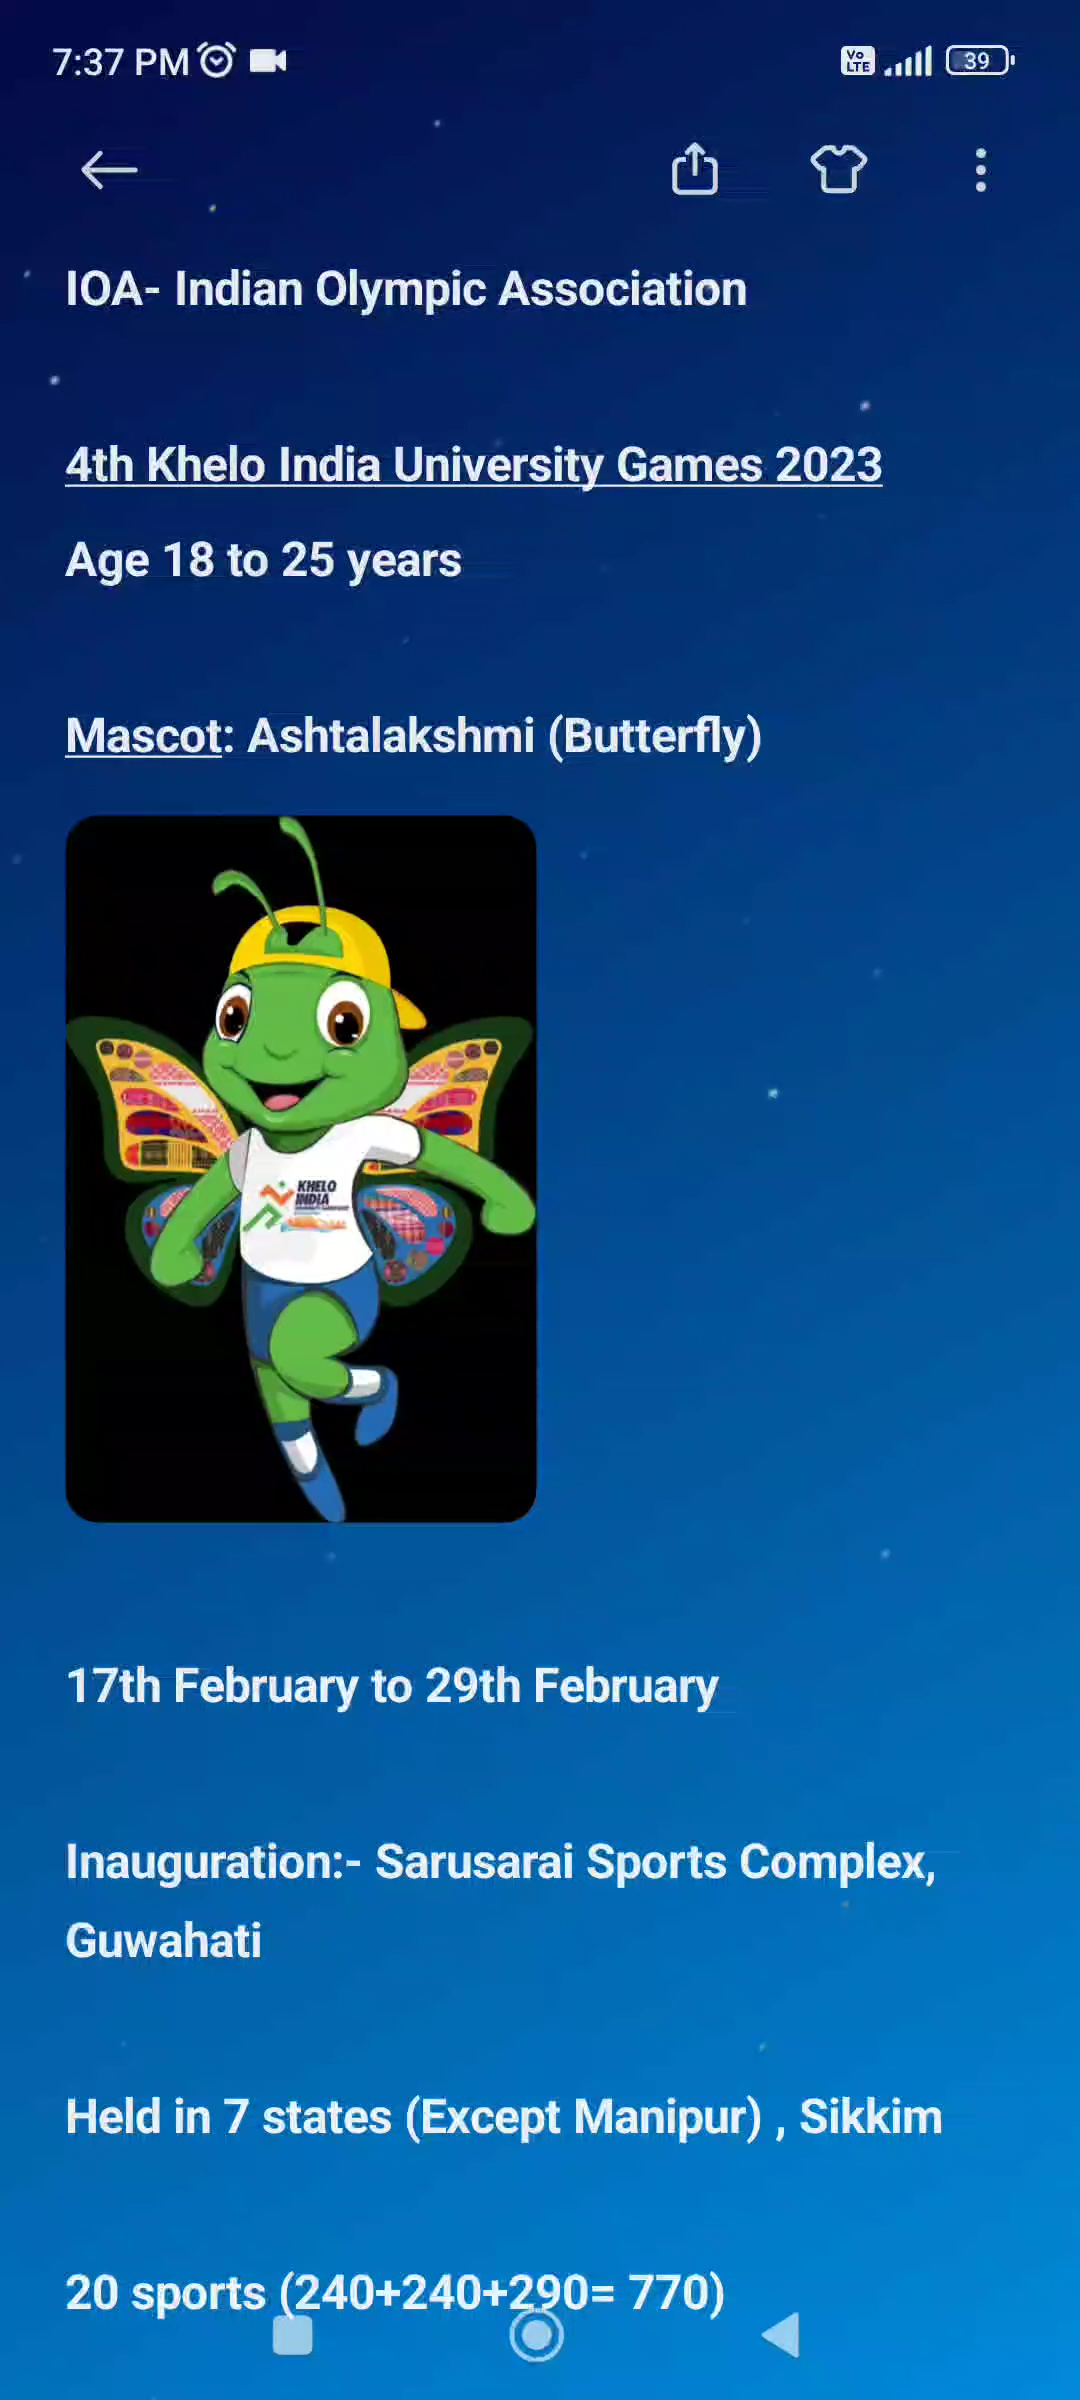 7:37 PM
Vo LTE 39
IOA- Indian Olympic Association
4th Khelo India University Games 2023
Age 18 to 25 years
Mascot: Ashtalakshmi (Butterfly)
KHELO
INDIA
17th February to 29th February
Inauguration:- Sarusarai Sports Complex,
Guwahati
Held in 7 states (Except Manipur) , Sikkim
20 sports (240+240+290= 770)